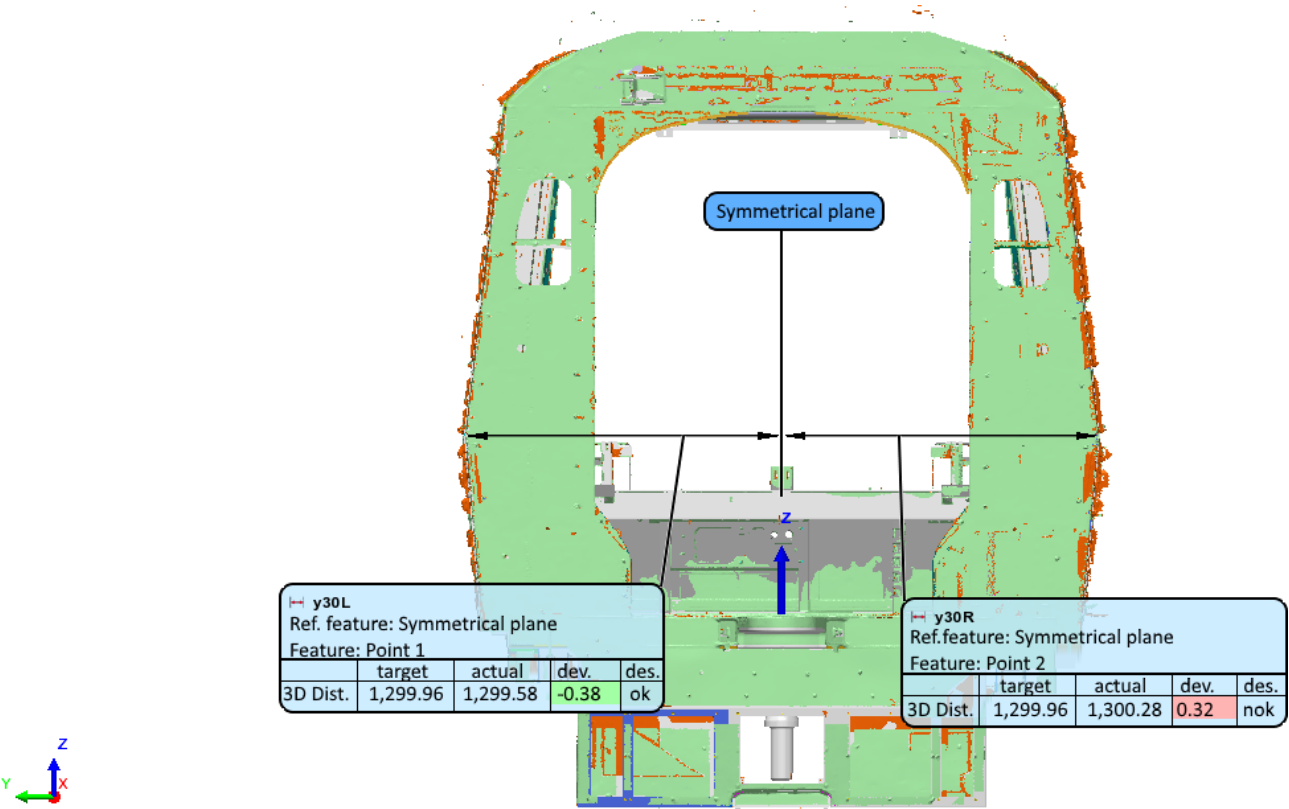 Symmetrical plane
Z
y30L
Ref. feature: Symmetrical plane
Feature: Point 1
target actual dev. des.
3D Dist. 1,299.96 1,299.58 -0.38 ok
y30R
Ref.feature: Symmetrical plane
Feature: Point 2
target actual dev. des.
3D Dist. 1,299.96 1,300.28 0.32 nok
Z
Y X